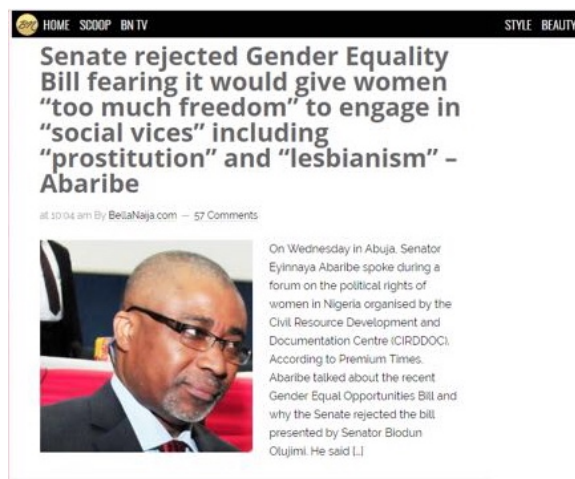 BN HOME SCOOP BN TV STYLE BEAUTY
Senate rejected Gender Equality
Bill fearing it would give women
“too much freedom” to engage in
“social vices” including
“prostitution” and “lesbianism” –
Abaribe
at 10:04 am By BellaNaija.com — 57 Comments
On Wednesday in Abuja, Senator
Eyinnaya Abaribe spoke during a
forum on the political rights of
women in Nigeria organised by the
Civil Resource Development and
Documentation Centre (CIRDDOC).
According to Premium Times,
Abaribe talked about the recent
Gender Equal Opportunities Bill and
why the Senate rejected the bill
presented by Senator Biodun
Olujimi. He said [...]